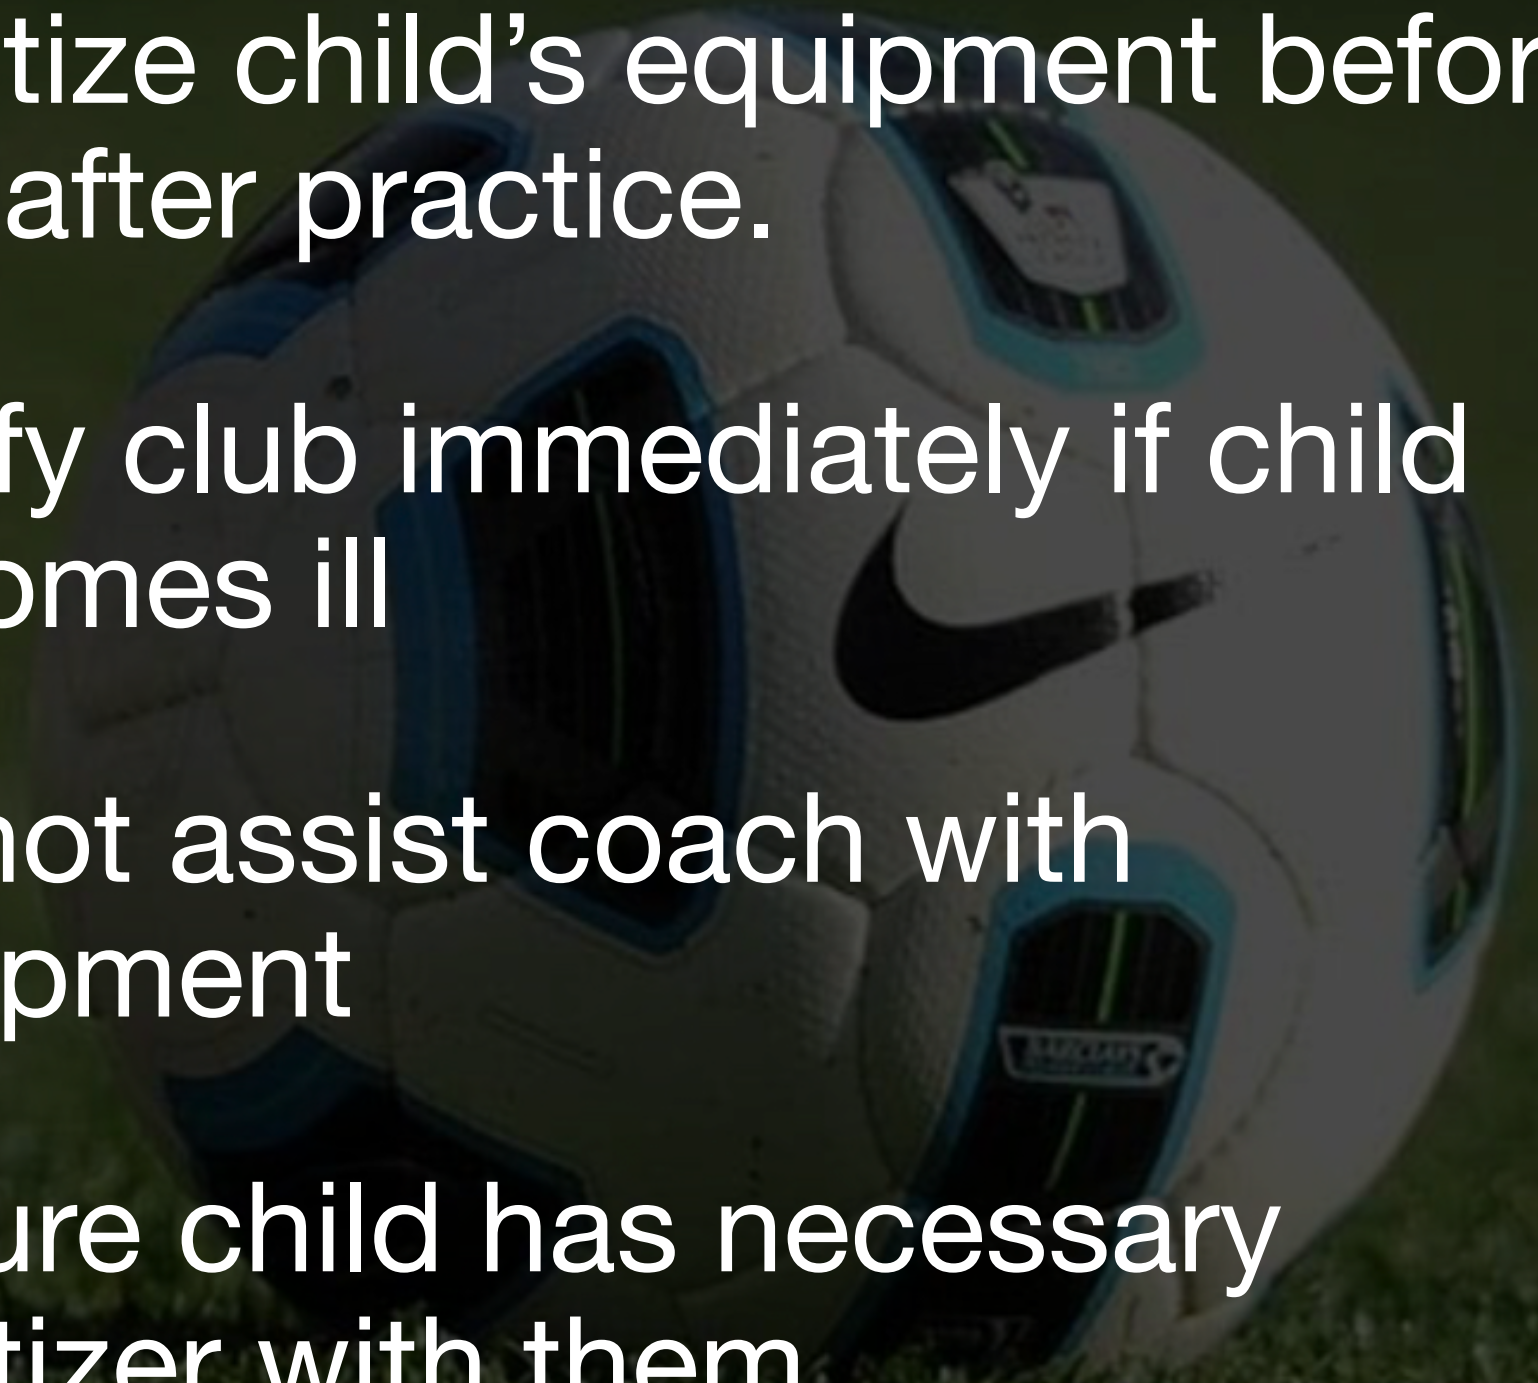 tize child’s equipment befor
after practice.
fy club immediately if child
omes ill
not assist coach with
pment
ure child has necessary
tizer with them
BARCLAYS